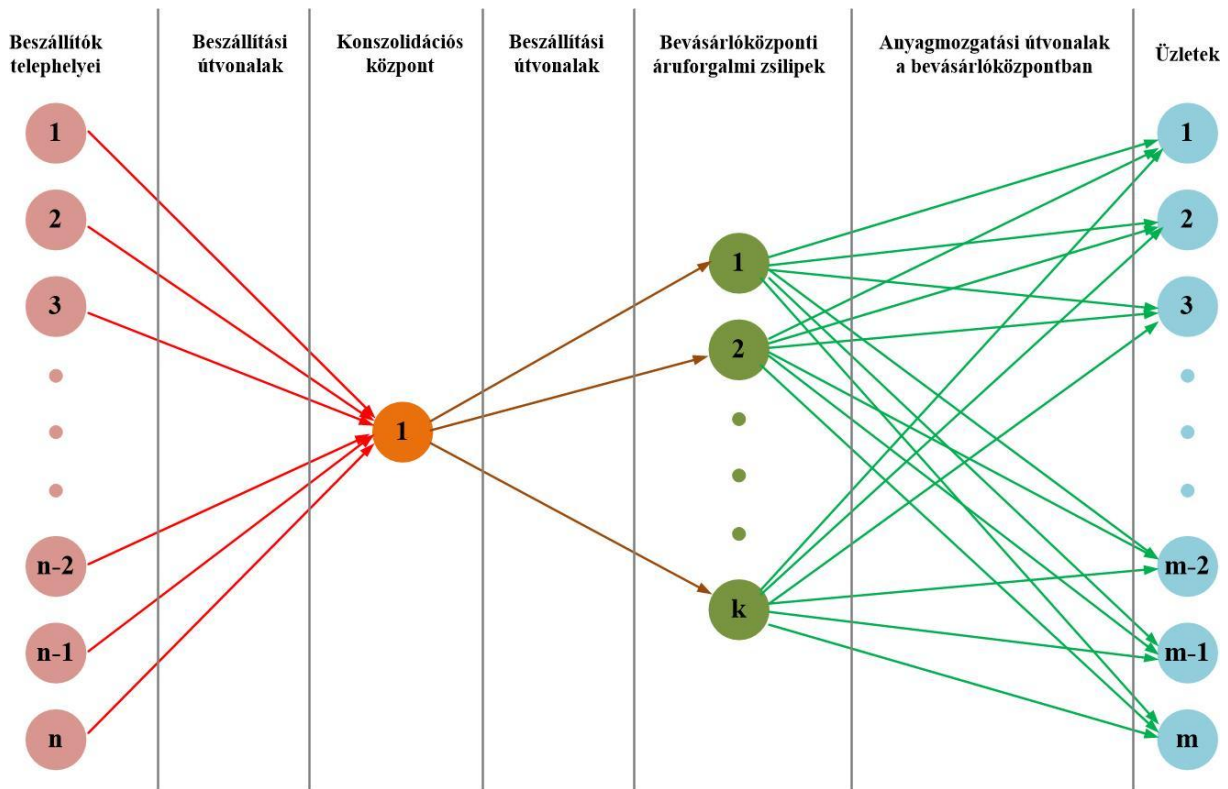 Beszállítók
telephelyei
Beszállítási
útvonalak
Konszolidációs
központ
Beszállítási
útvonalak
Bevásárlóközponti
áruforgalmi zsilipek
Anyagmozgatási útvonalak
a bevásárlóközpontban
Üzletek
1
2
3
n-2
n-1
n
1
1
2
k
1
2
3
m-2
m-1
m